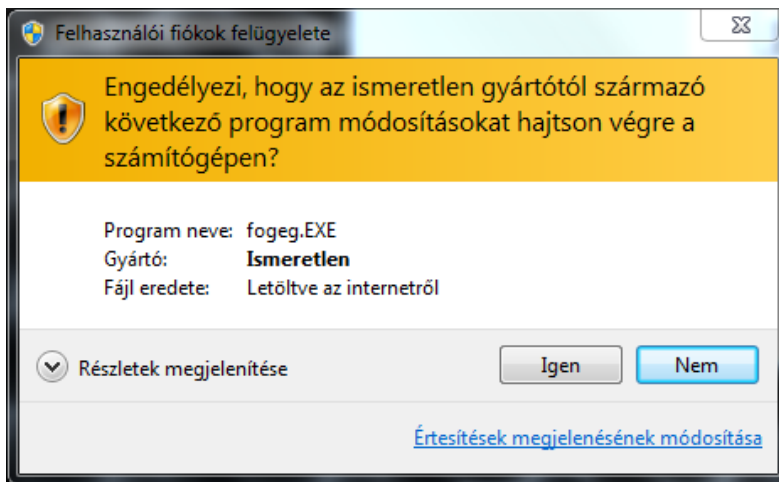 Felhasználói fiókok felügyelete
Engedélyezi, hogy az ismeretlen gyártótól származó
következő program módosításokat hajtson végre a
számítógépen?
Program neve: fogeg.EXE
Gyártó: Ismeretlen
Fájl eredete: Letöltve az internetről
Részletek megjelenítése Igen Nem
Értesítések megjelenésének módosítása